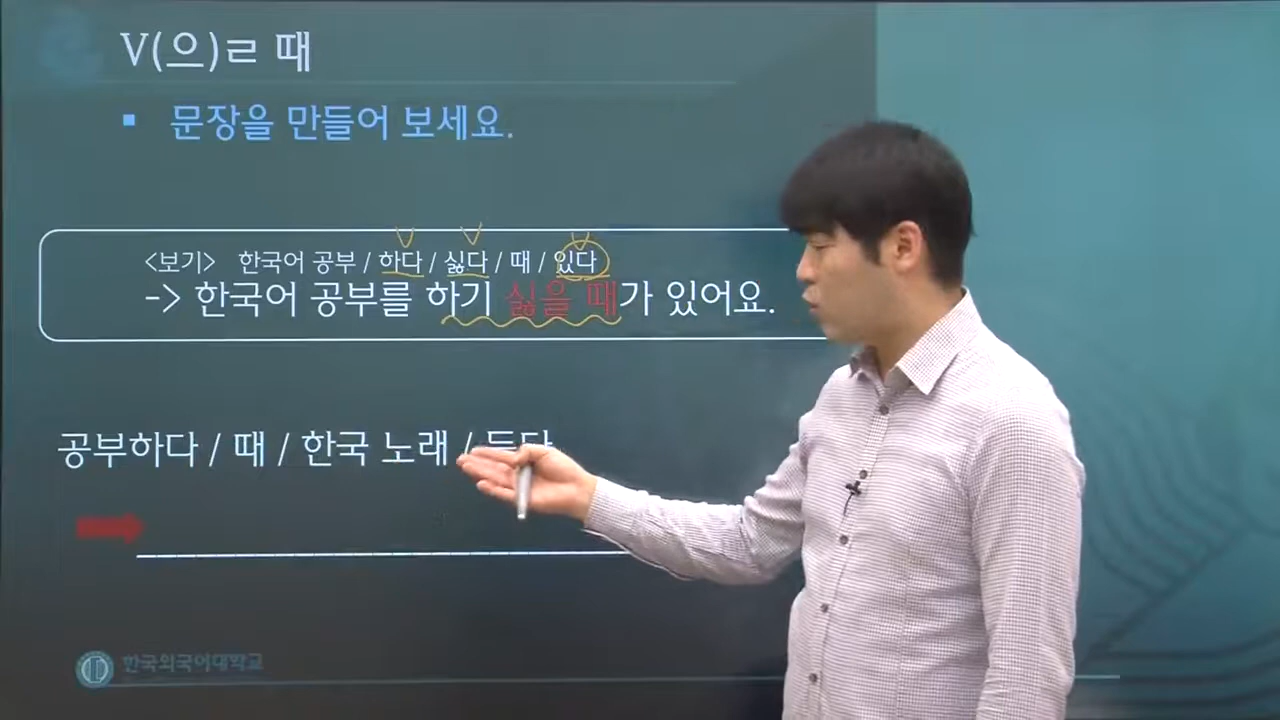 V(으)ㄹ 때
▪ 문장을 만들어 보세요.
<보기> 한국어 공부 / 하다 / 싫다 / 때 / 있다
-> 한국어 공부를 하기 싫을 때가 있어요.
공부하다 / 때 / 한국 노래 / 듣다
한국외국어대학교